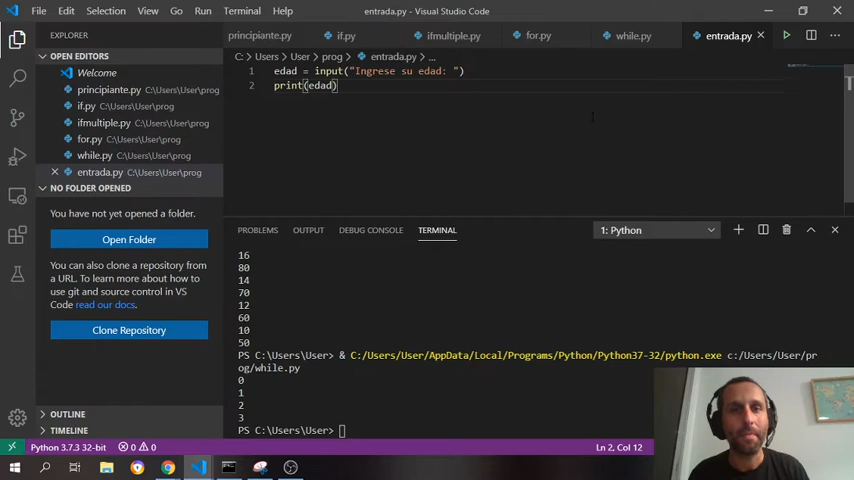 File Edit Selection View Go Run Terminal Help entrada.py - Visual Studio Code
EXPLORER
principiante.py if.py ifmultiple.py for.py while.py entrada.py
OPEN EDITORS
Welcome
principiante.py C:\Users\User\prog
if.py C:\Users\User\prog
ifmultiple.py C:\Users\User\prog
for.py C:\Users\User\prog
while.py C:\Users\User\prog
entrada.py C:\Users\User\prog
NO FOLDER OPENED
You have not yet opened a folder.
Open Folder
You can also clone a repository from
a URL. To learn more about how to
use git and source control in VS
Code read our docs.
Clone Repository
OUTLINE
TIMELINE
C: > Users > User > prog > entrada.py > ...
1 edad = input("Ingrese su edad: ")
2 print(edad)
PROBLEMS OUTPUT DEBUG CONSOLE TERMINAL 1: Python
16
80
14
70
12
60
10
50
PS C:\Users\User> & C:/Users/User/AppData/Local/Programs/Python/Python37-32/python.exe c:/Users/User/pr
og/while.py
0
1
2
3
PS C:\Users\User>
Python 3.7.3 32-bit 0 0 Ln 2, Col 12